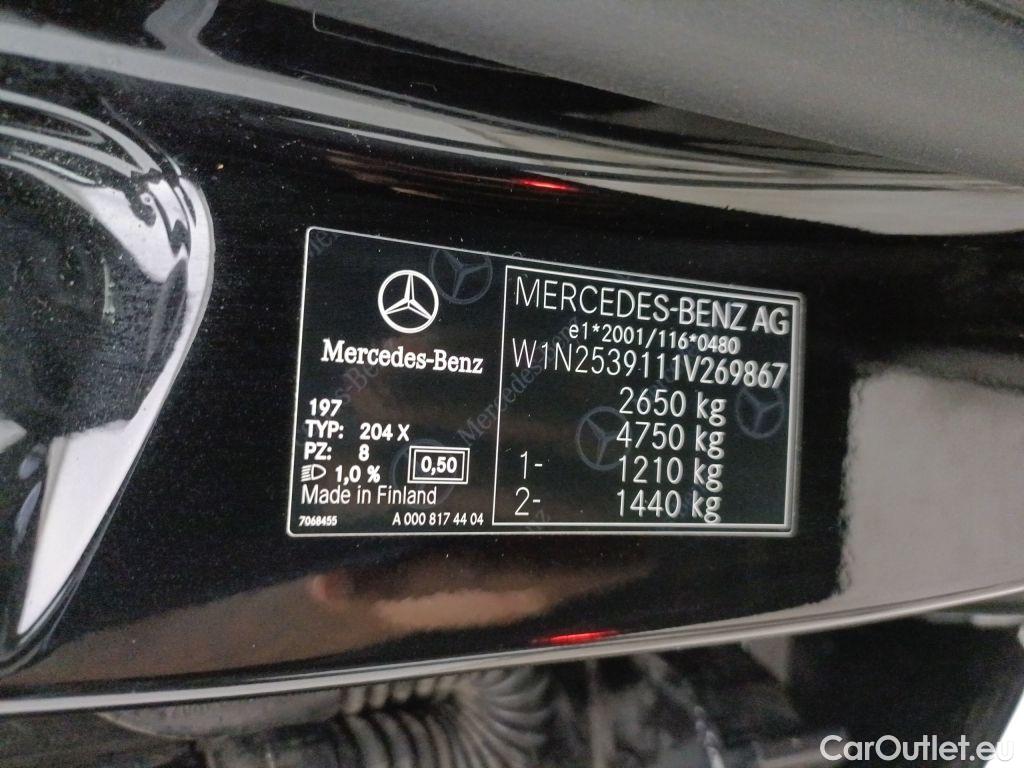 Mercedes-Benz
197
TYP: 204 X
PZ: 8
1,0 %
0,50
Made in Finland
7068455 A 000 817 44 04
MERCEDES-BENZ AG
e1*2001/116*0480
W1N2539111V269867
2650 kg
4750 kg
1- 1210 kg
2- 1440 kg
CarOutlet.eu